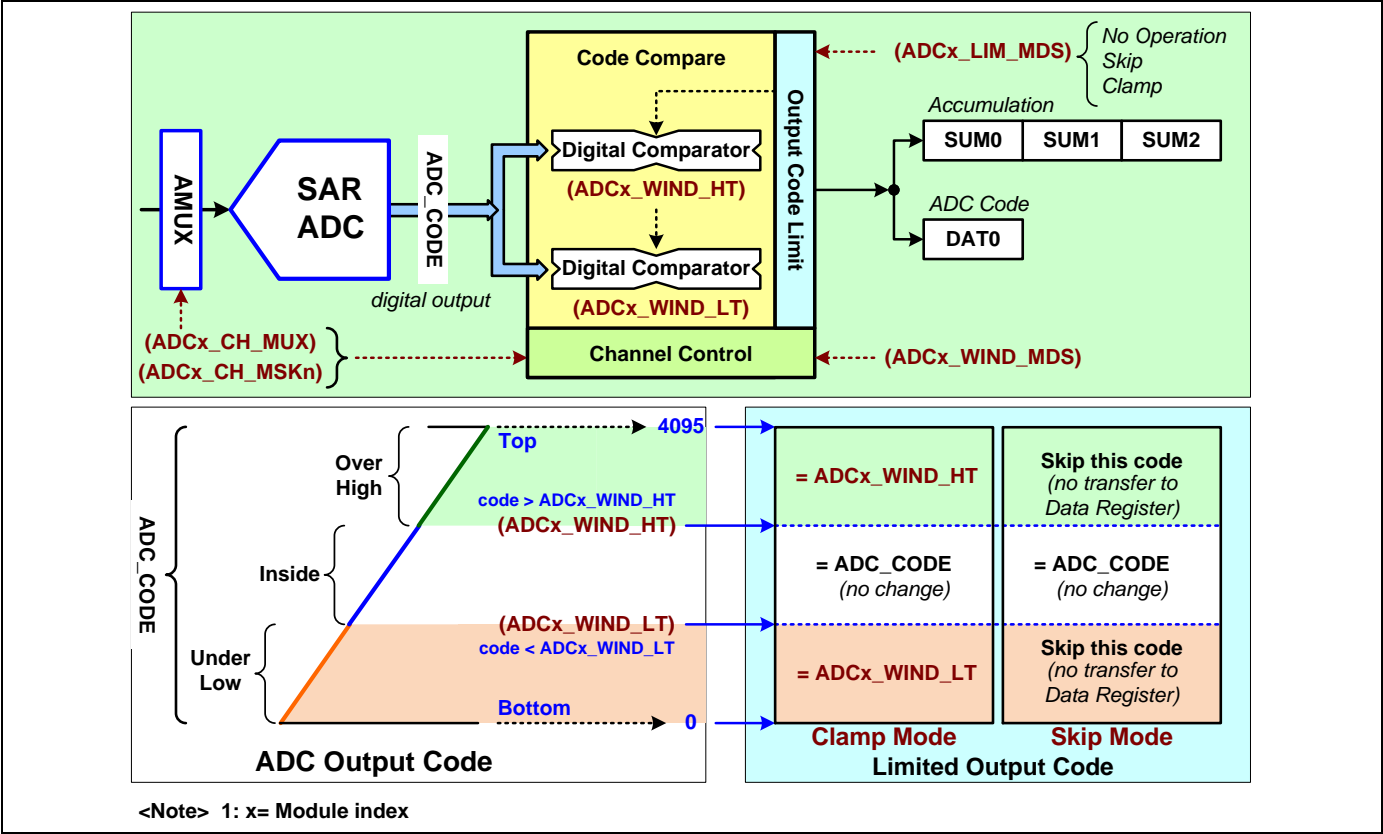 Code Compare
(ADCx_LIM_MDS)
No Operation
Skip
Clamp
Output Code Limit
Accumulation
SUM0 SUM1 SUM2
AMUX
SAR
ADC
ADC_CODE
digital output
Digital Comparator
(ADCx_WIND_HT)
Digital Comparator
(ADCx_WIND_LT)
ADC Code
DAT0
(ADCx_CH_MUX)
(ADCx_CH_MSKn)
Channel Control
(ADCx_WIND_MDS)
ADC_CODE
Over
High
Inside
Under
Low
Top
4095
code > ADCx_WIND_HT
(ADCx_WIND_HT)
(ADCx_WIND_LT)
code < ADCx_WIND_LT
Bottom
0
ADC Output Code
= ADCx_WIND_HT
= ADC_CODE
(no change)
= ADCx_WIND_LT
Clamp Mode
Skip this code
(no transfer to
Data Register)
= ADC_CODE
(no change)
Skip this code
(no transfer to
Data Register)
Skip Mode
Limited Output Code
<Note> 1: x= Module index